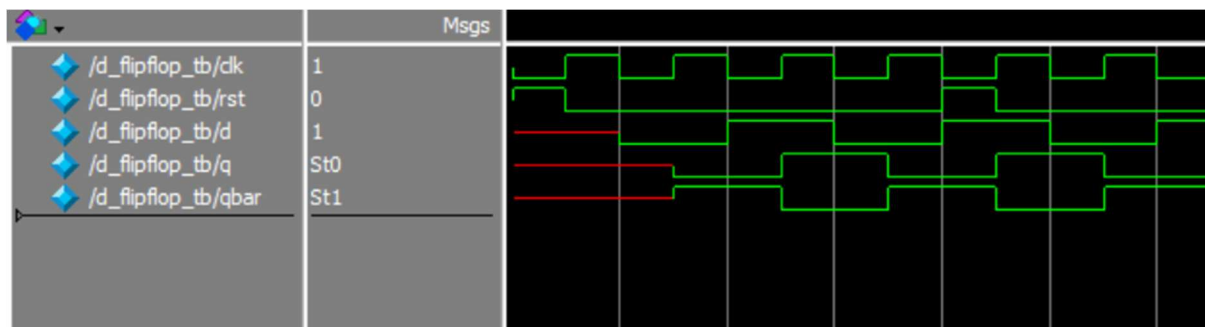 Msgs
/d_flipflop_tb/clk 1
/d_flipflop_tb/rst 0
/d_flipflop_tb/d 1
/d_flipflop_tb/q St0
/d_flipflop_tb/qbar St1